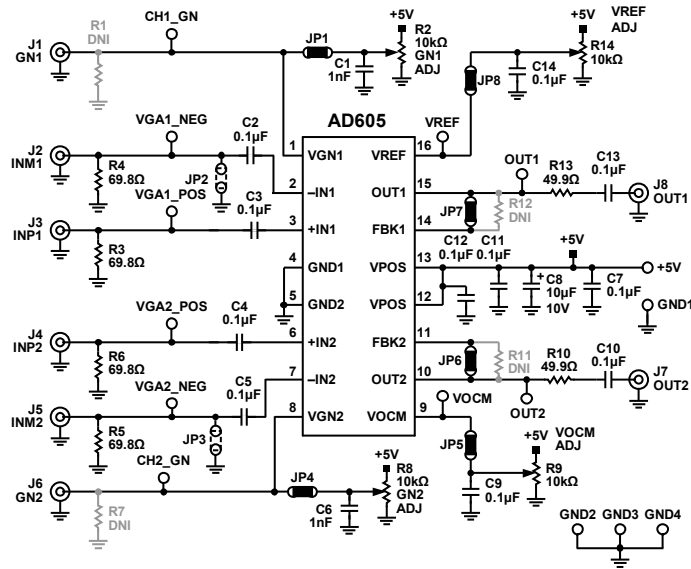 R1
DNI
CH1_GN
J1
GN1
JP1
C1
1nF
+5V
R2
10kΩ
GN1
ADJ
+5V
VREF
ADJ
R14
10kΩ
C14
0.1µF
JP8
VREF
AD605
VGA1_NEG
C2
0.1µF
J2
INM1
R4
69.8Ω
JP2
VGA1_POS
C3
0.1µF
J3
INP1
R3
69.8Ω
1
VGN1
2
–IN1
3
+IN1
4
GND1
5
GND2
6
+IN2
7
–IN2
8
VGN2
16
VREF
15
OUT1
14
FBK1
13
VPOS
12
VPOS
11
FBK2
10
OUT2
9
VOCM
OUT1
R13
49.9Ω
C13
0.1µF
J8
OUT1
JP7
R12
DNI
C12
0.1µF
C11
0.1µF
+5V
+
C8
10µF
10V
C7
0.1µF
+5V
GND1
VGA2_POS
C4
0.1µF
J4
INP2
R6
69.8Ω
VGA2_NEG
C5
0.1µF
J5
INM2
R5
69.8Ω
JP3
JP6
R11
DNI
R10
49.9Ω
C10
0.1µF
J7
OUT2
OUT2
VOCM
JP5
+5V
VOCM
ADJ
R9
10kΩ
C9
0.1µF
CH2_GN
J6
GN2
R7
DNI
JP4
C6
1nF
+5V
R8
10kΩ
GN2
ADJ
GND2 GND3 GND4